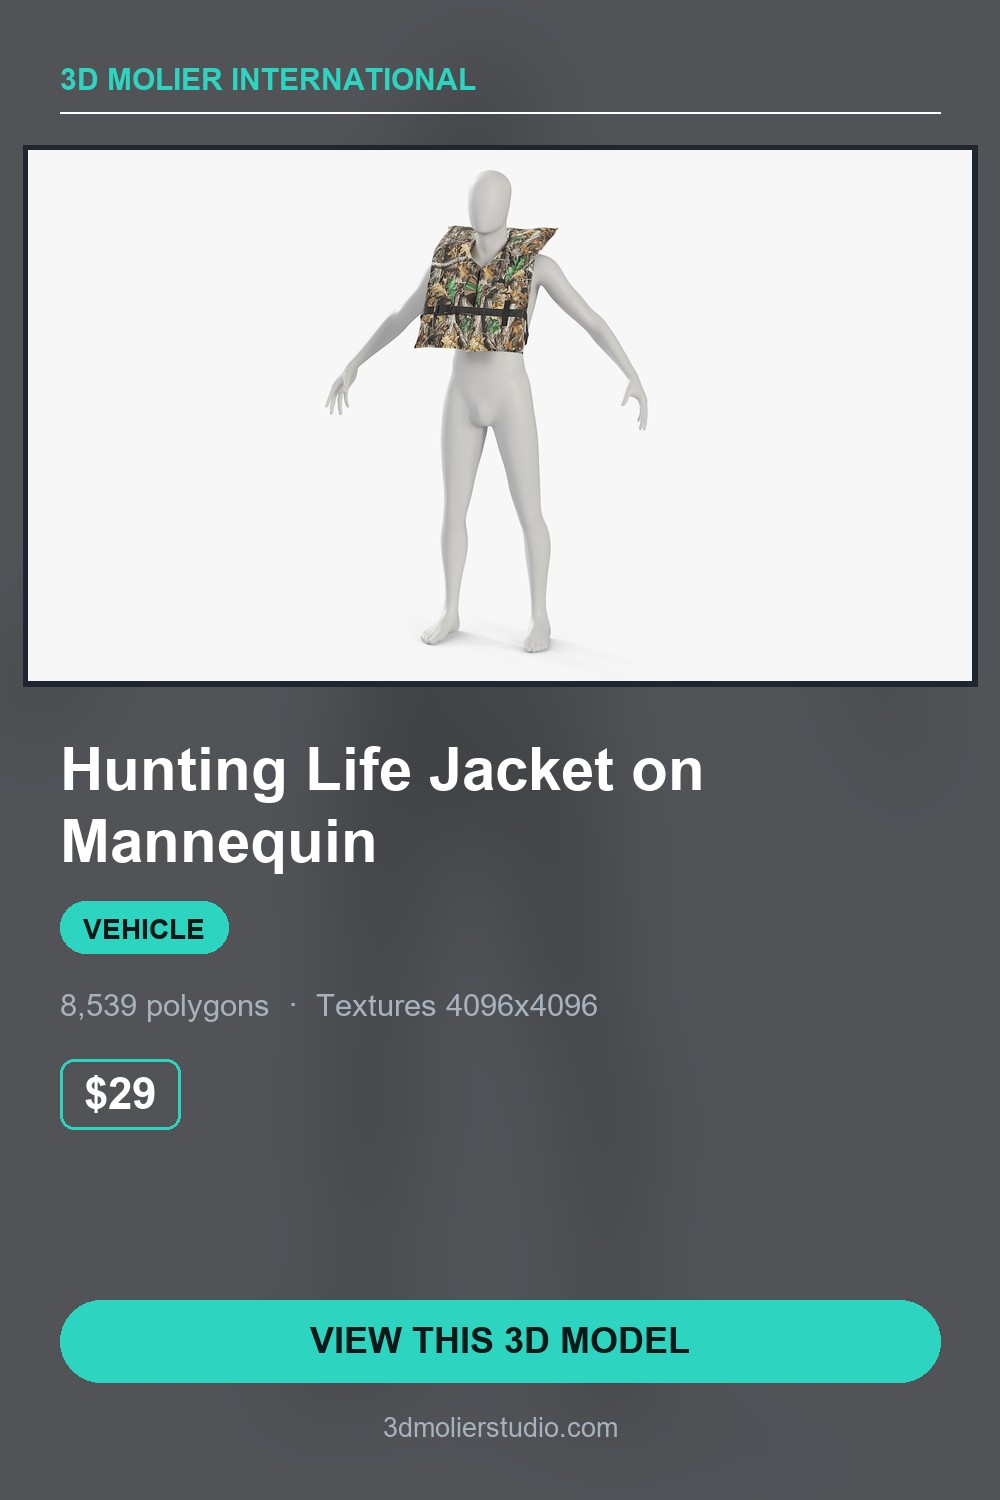 3D MOLIER INTERNATIONAL
Hunting Life Jacket on
Mannequin
VEHICLE
8,539 polygons · Textures 4096x4096
$29
VIEW THIS 3D MODEL
3dmolierstudio.com